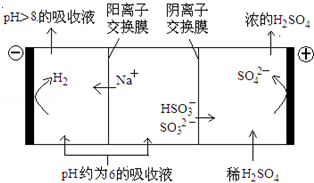 pH>8的吸收液
阳离子
交换膜
阴离子
交换膜
浓的H₂SO₄
⊖
⊕
H₂
Na⁺
SO₄²⁻
HSO₃⁻
SO₃²⁻
pH约为6的吸收液
稀H₂SO₄